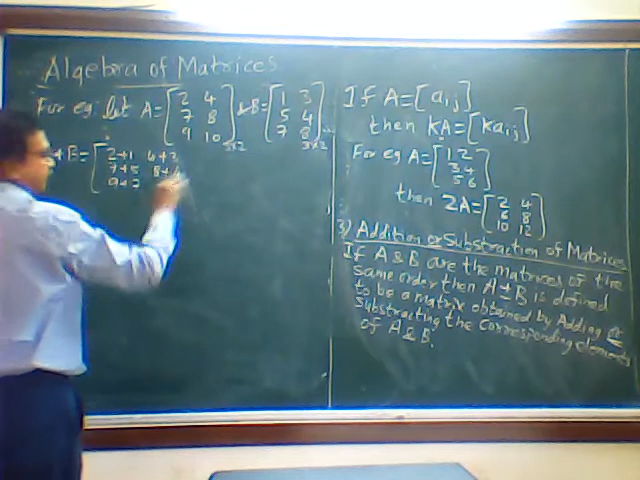 Algebra of Matrices
For eg: let A = [2 4 & B = [1 3
7 8 5 4
9 10]3x2 7 8]3x2
+ B = [2+1 4+3
7+5 8+4
9+7
If A = [aij]
then KA = [Kaij]
For eg A = [1 2
3 4
5 6]
then 2A = [2 4
6 8
10 12]
3) Addition or Substraction of Matrices
If A & B are the matrices of the
same order then A ± B is defined
to be a matrix obtained by Adding or
Substracting the Corresponding elements
of A & B.